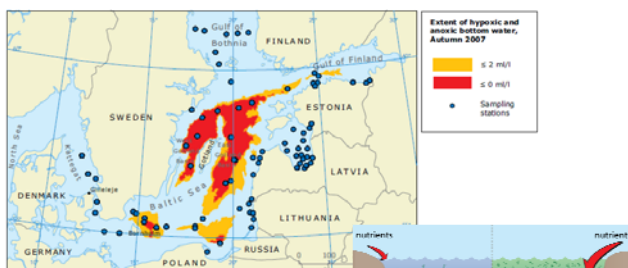 Gulf of
Bothnia
FINLAND
Gulf of Finland
ESTONIA
SWEDEN
North Sea
Kattegat
Gotland
LATVIA
DENMARK
Baltic Sea
LITHUANIA
GERMANY
POLAND
RUSSIA
0
100
Extent of hypoxic and
anoxic bottom water,
Autumn 2007
≤ 2 ml/l
≤ 0 ml/l
Sampling
stations
nutrients
nutrient